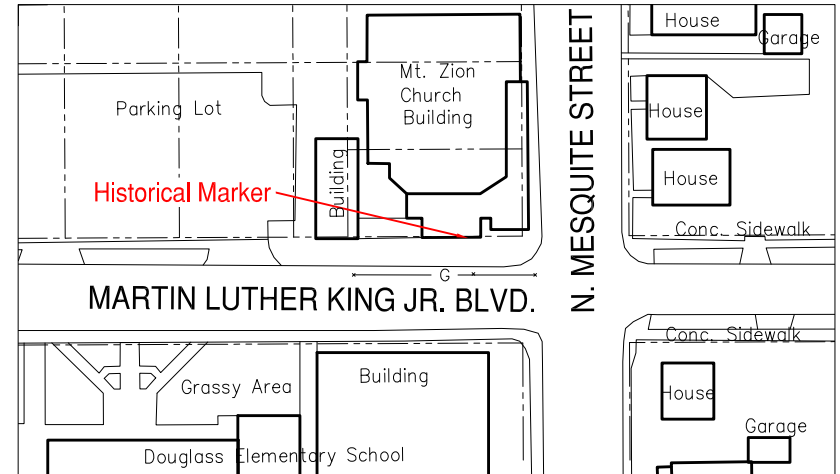 House
Garage
Mt. Zion
Church
Building
N. MESQUITE STREET
Parking Lot
House
Building
Historical Marker
House
Conc. Sidewalk
G
MARTIN LUTHER KING JR. BLVD.
Conc. Sidewalk
Building
Grassy Area
House
Garage
Douglass Elementary School